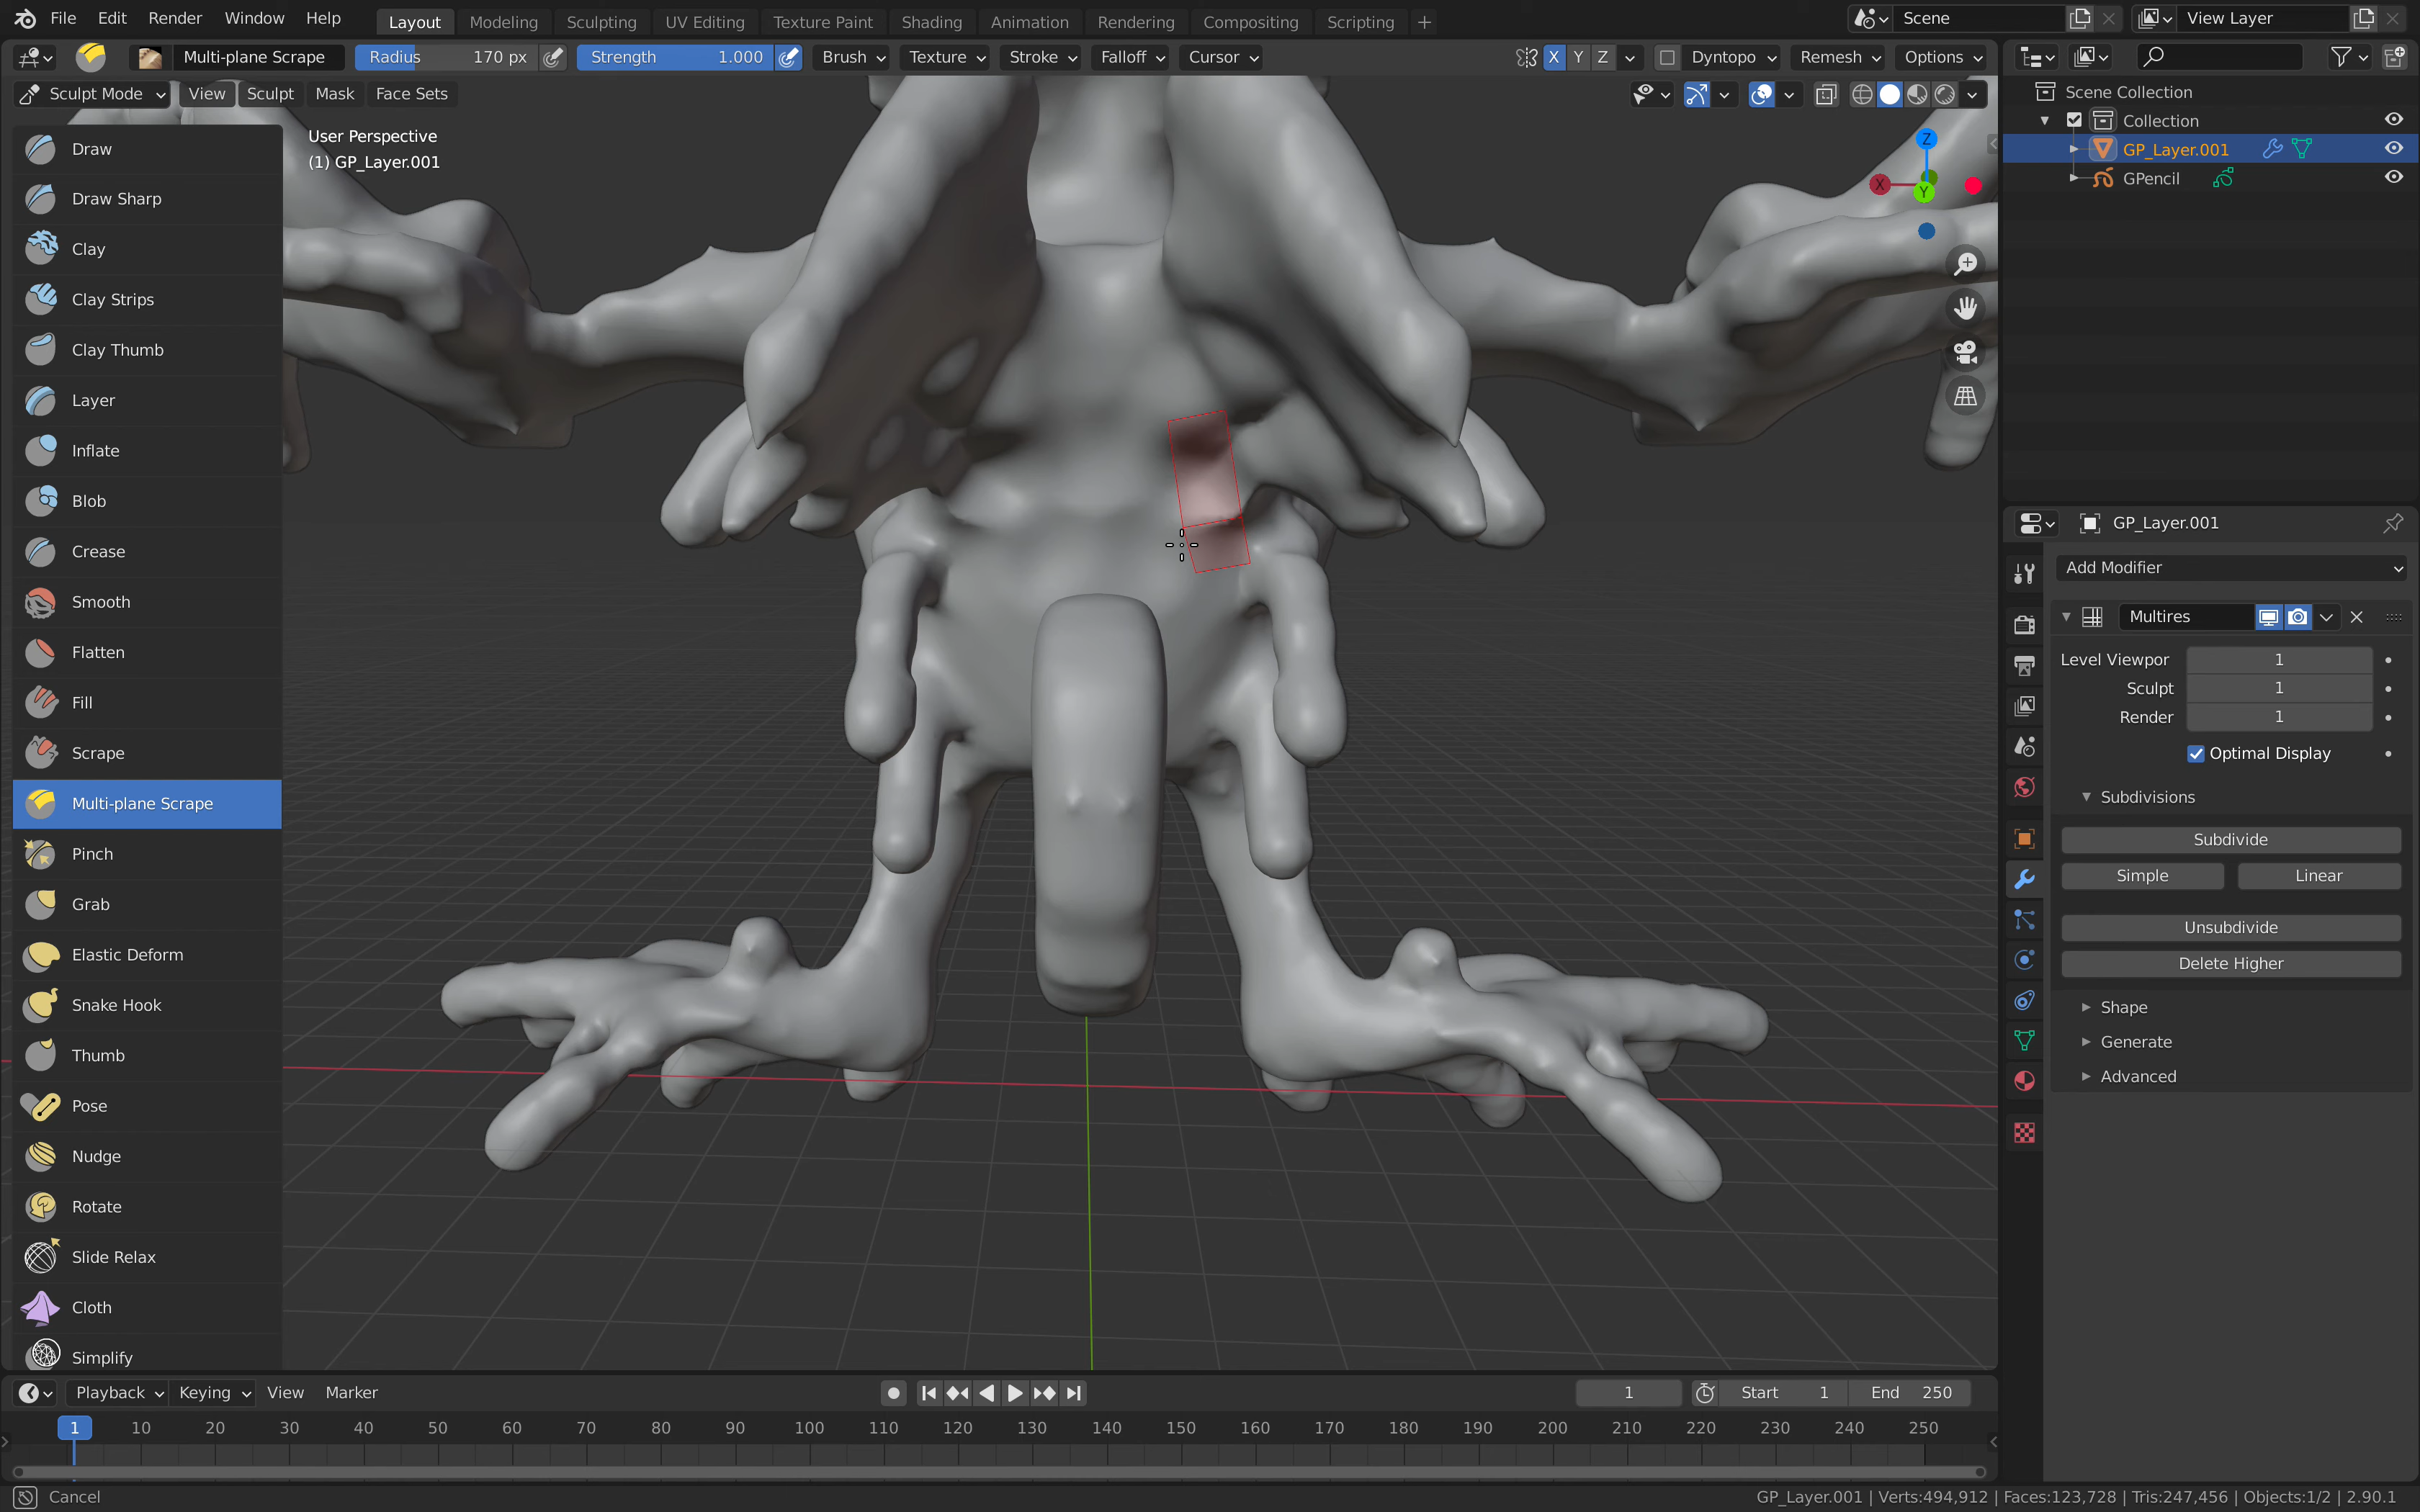 File Edit Render Window Help Layout Modeling Sculpting UV Editing Texture Paint Shading Animation Rendering Compositing Scripting + Scene View Layer
Multi-plane Scrape Radius 170 px Strength 1.000 Brush Texture Stroke Falloff Cursor X Y Z Dyntopo Remesh Options
Sculpt Mode View Sculpt Mask Face Sets
User Perspective
(1) GP_Layer.001
Z
X
Y
Draw
Draw Sharp
Clay
Clay Strips
Clay Thumb
Layer
Inflate
Blob
Crease
Smooth
Flatten
Fill
Scrape
Multi-plane Scrape
Pinch
Grab
Elastic Deform
Snake Hook
Thumb
Pose
Nudge
Rotate
Slide Relax
Cloth
Simplify
Scene Collection
Collection
GP_Layer.001
GPencil
GP_Layer.001
Add Modifier
Multires
Level Viewpor 1
Sculpt 1
Render 1
Optimal Display
Subdivisions
Subdivide
Simple Linear
Unsubdivide
Delete Higher
Shape
Generate
Advanced
Playback Keying View Marker 1 Start 1 End 250
1 10 20 30 40 50 60 70 80 90 100 110 120 130 140 150 160 170 180 190 200 210 220 230 240 250
Cancel GP_Layer.001 | Verts:494,912 | Faces:123,728 | Tris:247,456 | Objects:1/2 | 2.90.1